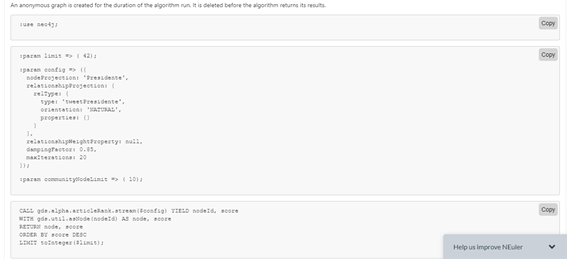 An anonymous graph is created for the duration of the algorithm run. It is deleted before the algorithm returns its results.
:use neo4j;
Copy
:param limit => ( 42);
Copy
:param config => ({
nodeProjection: 'Presidente',
relationshipProjection: {
relType: {
type: 'tweetPresidente',
orientation: 'NATURAL',
properties: {}
}
},
relationshipWeightProperty: null,
dampingFactor: 0.85,
maxIterations: 20
});
:param communityNodeLimit => ( 10);
CALL gds.alpha.articleRank.stream($config) YIELD nodeId, score
Copy
WITH gds.util.asNode(nodeId) AS node, score
RETURN node, score
ORDER BY score DESC
LIMIT toInteger($limit);
Help us improve NEuler